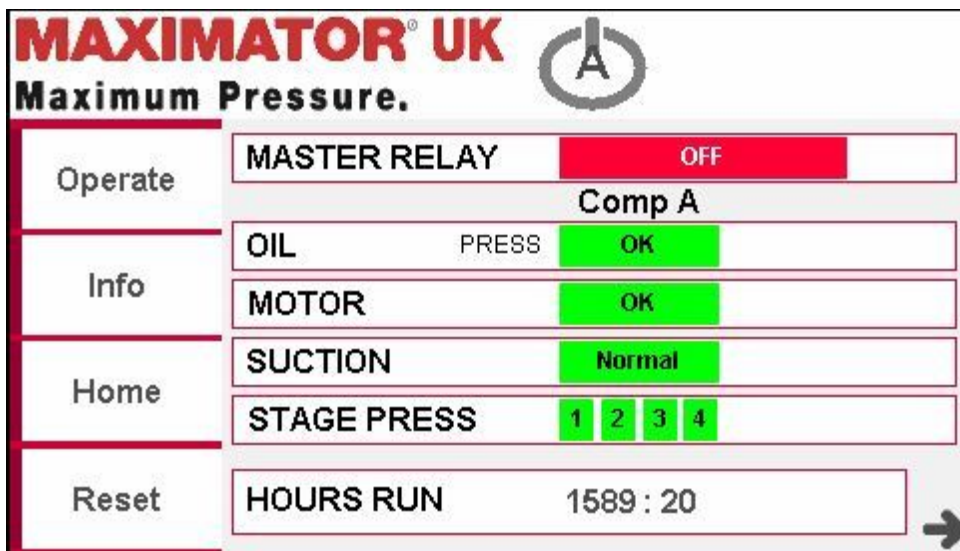 MAXIMATOR® UK
Maximum Pressure.
A
Operate
Info
Home
Reset
MASTER RELAY OFF
Comp A
OIL PRESS OK
MOTOR OK
SUCTION Normal
STAGE PRESS 1 2 3 4
HOURS RUN 1589 : 20